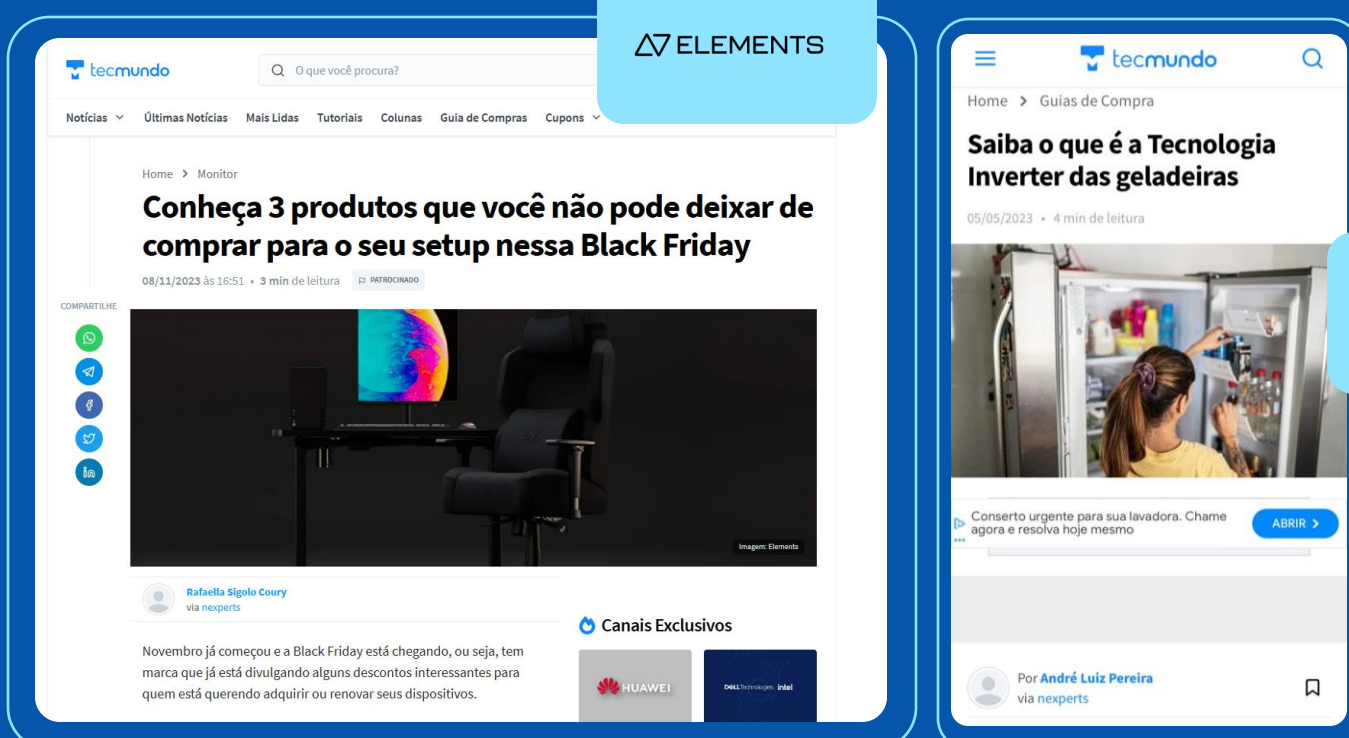 ELEMENTS
tecmundo
O que você procura?
Notícias Últimas Notícias Mais Lidas Tutoriais Colunas Guia de Compras Cupons
Home > Monitor
Conheça 3 produtos que você não pode deixar de
comprar para o seu setup nessa Black Friday
08/11/2023 às 16:51 • 3 min de leitura PATROCINADO
COMPARTILHE
Imagem: Elements
Rafaella Sigolo Coury
via nexperts
Novembro já começou e a Black Friday está chegando, ou seja, tem
marca que já está divulgando alguns descontos interessantes para
quem está querendo adquirir ou renovar seus dispositivos.
Canais Exclusivos
HUAWEI
DELLTechnologies intel
tecmundo
Home > Guias de Compra
Saiba o que é a Tecnologia
Inverter das geladeiras
05/05/2023 • 4 min de leitura
Conserto urgente para sua lavadora. Chame
agora e resolva hoje mesmo
ABRIR >
Por André Luiz Pereira
via nexperts